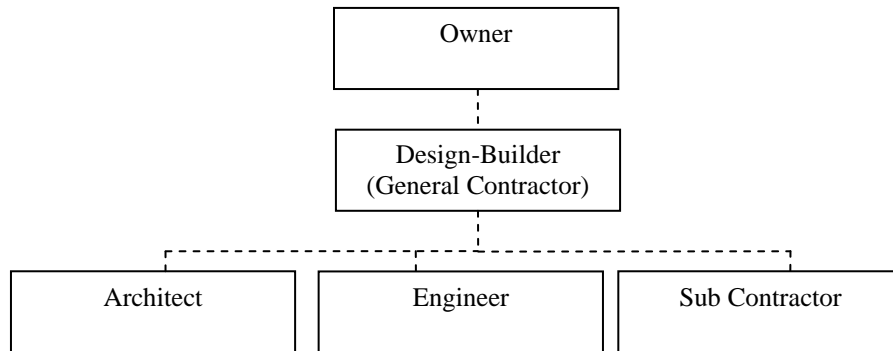 Owner
Design-Builder
(General Contractor)
Architect
Engineer
Sub Contractor